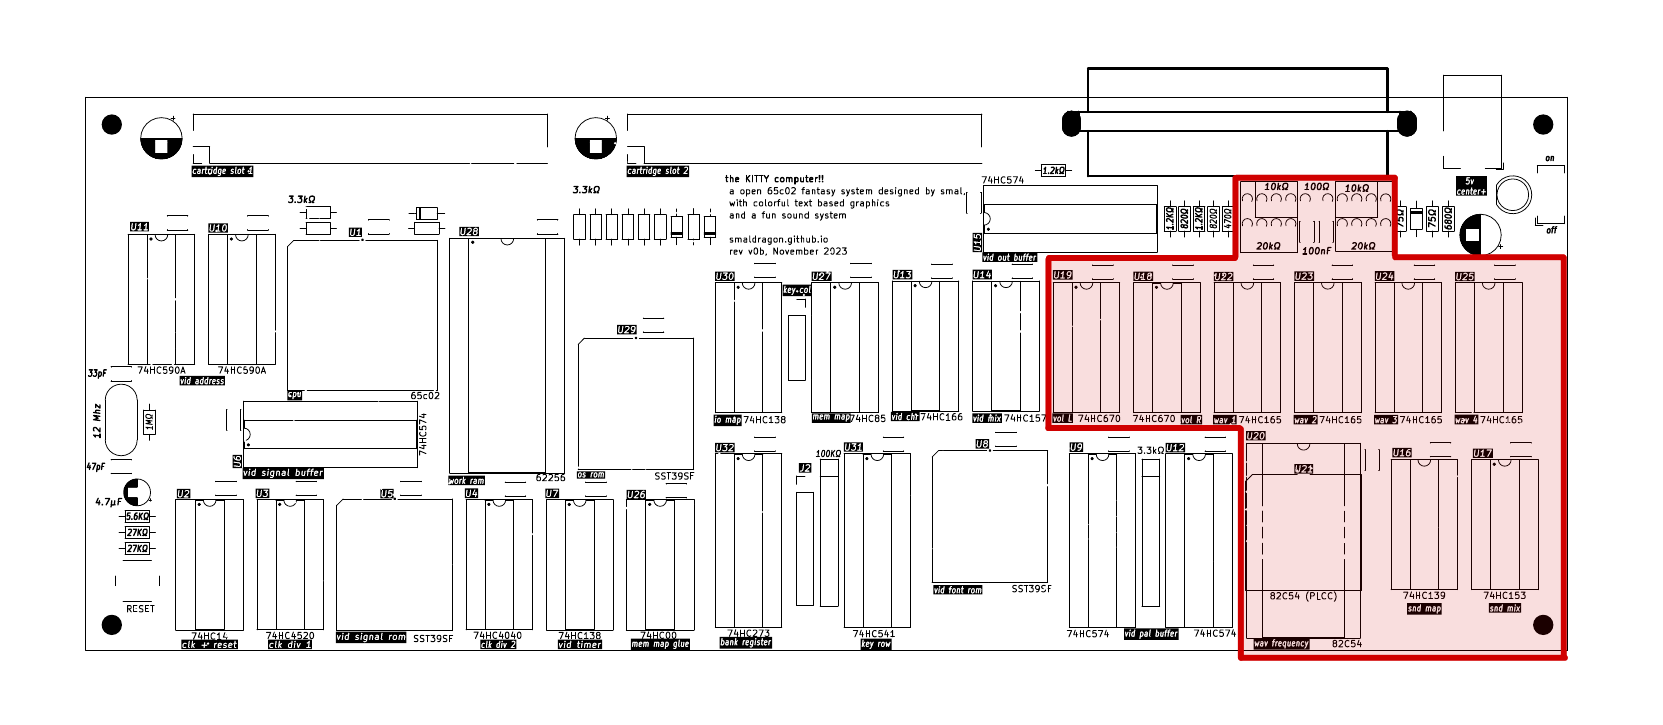 on
cartridge slot 1
cartridge slot 2
the KITTY computer!!
a open 65c02 fantasy system designed by smal,
with colorful text based graphics
and a fun sound system
smaldragon.github.io
rev v0b, November 2023
74HC574
1.2kΩ
5v
center+
3.3kΩ
3.3kΩ
10kΩ
100Ω
10kΩ
1.2KΩ
820Ω
1.2KΩ
820Ω
470Ω
75Ω
75Ω
680Ω
off
U11
U10
U1
U28
U15
vid out buffer
20kΩ
100nF
20kΩ
U30
U27
U13
U14
U19
U18
U22
U23
U24
U25
key-col
U29
33pF
74HC590A
74HC590A
vid address
cpu
65c02
12 Mhz
1MΩ
74HC574
U6
vid signal buffer
47pF
io map
74HC138
mem map
74HC85
vid chr
74HC166
vid mix
74HC157
vol L
74HC670
74HC670
vol R
wav 1
74HC165
wav 2
74HC165
wav 3
74HC165
wav 4
74HC165
U32
U31
U8
U9
3.3kΩ
U12
U20
U21
U16
U17
100KΩ
J2
os rom
SST39SF
work ram
62256
4.7µF
5.6KΩ
27KΩ
27KΩ
U2
U3
U5
U4
U7
U26
RESET
vid font rom
SST39SF
82C54 (PLCC)
74HC139
snd map
74HC153
snd mix
74HC14
clk + reset
74HC4520
clk div 1
vid signal rom
SST39SF
74HC4040
clk div 2
74HC138
vid timer
74HC00
mem map glue
74HC273
bank register
74HC541
key row
74HC574
vid pal buffer
74HC574
wav frequency
82C54